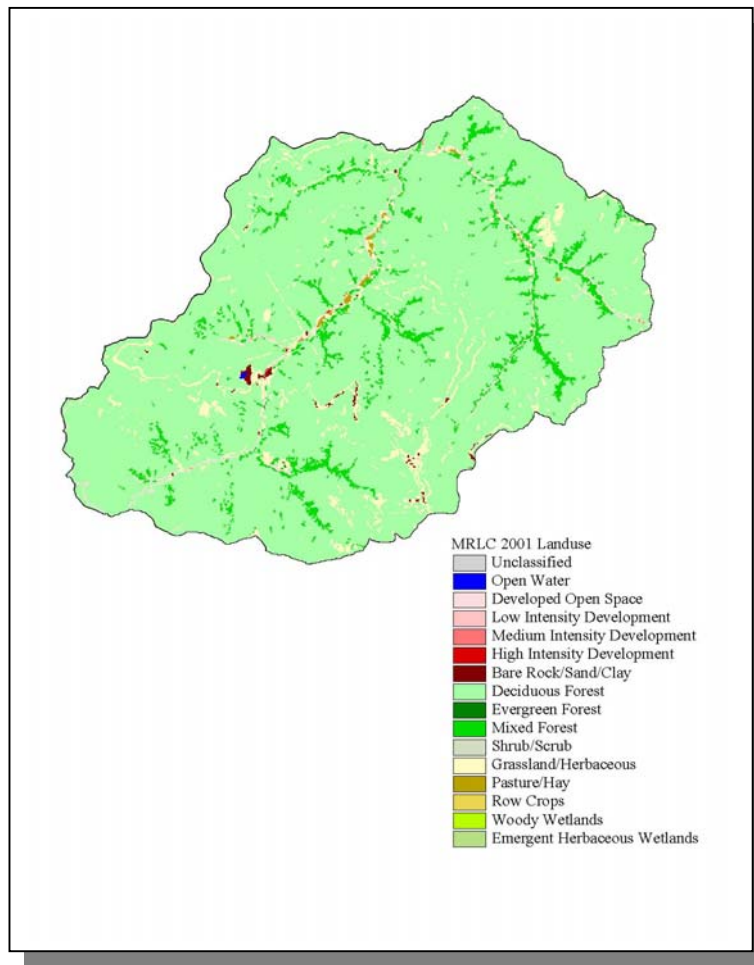 MRLC 2001 Landuse
Unclassified
Open Water
Developed Open Space
Low Intensity Development
Medium Intensity Development
High Intensity Development
Bare Rock/Sand/Clay
Deciduous Forest
Evergreen Forest
Mixed Forest
Shrub/Scrub
Grassland/Herbaceous
Pasture/Hay
Row Crops
Woody Wetlands
Emergent Herbaceous Wetlands